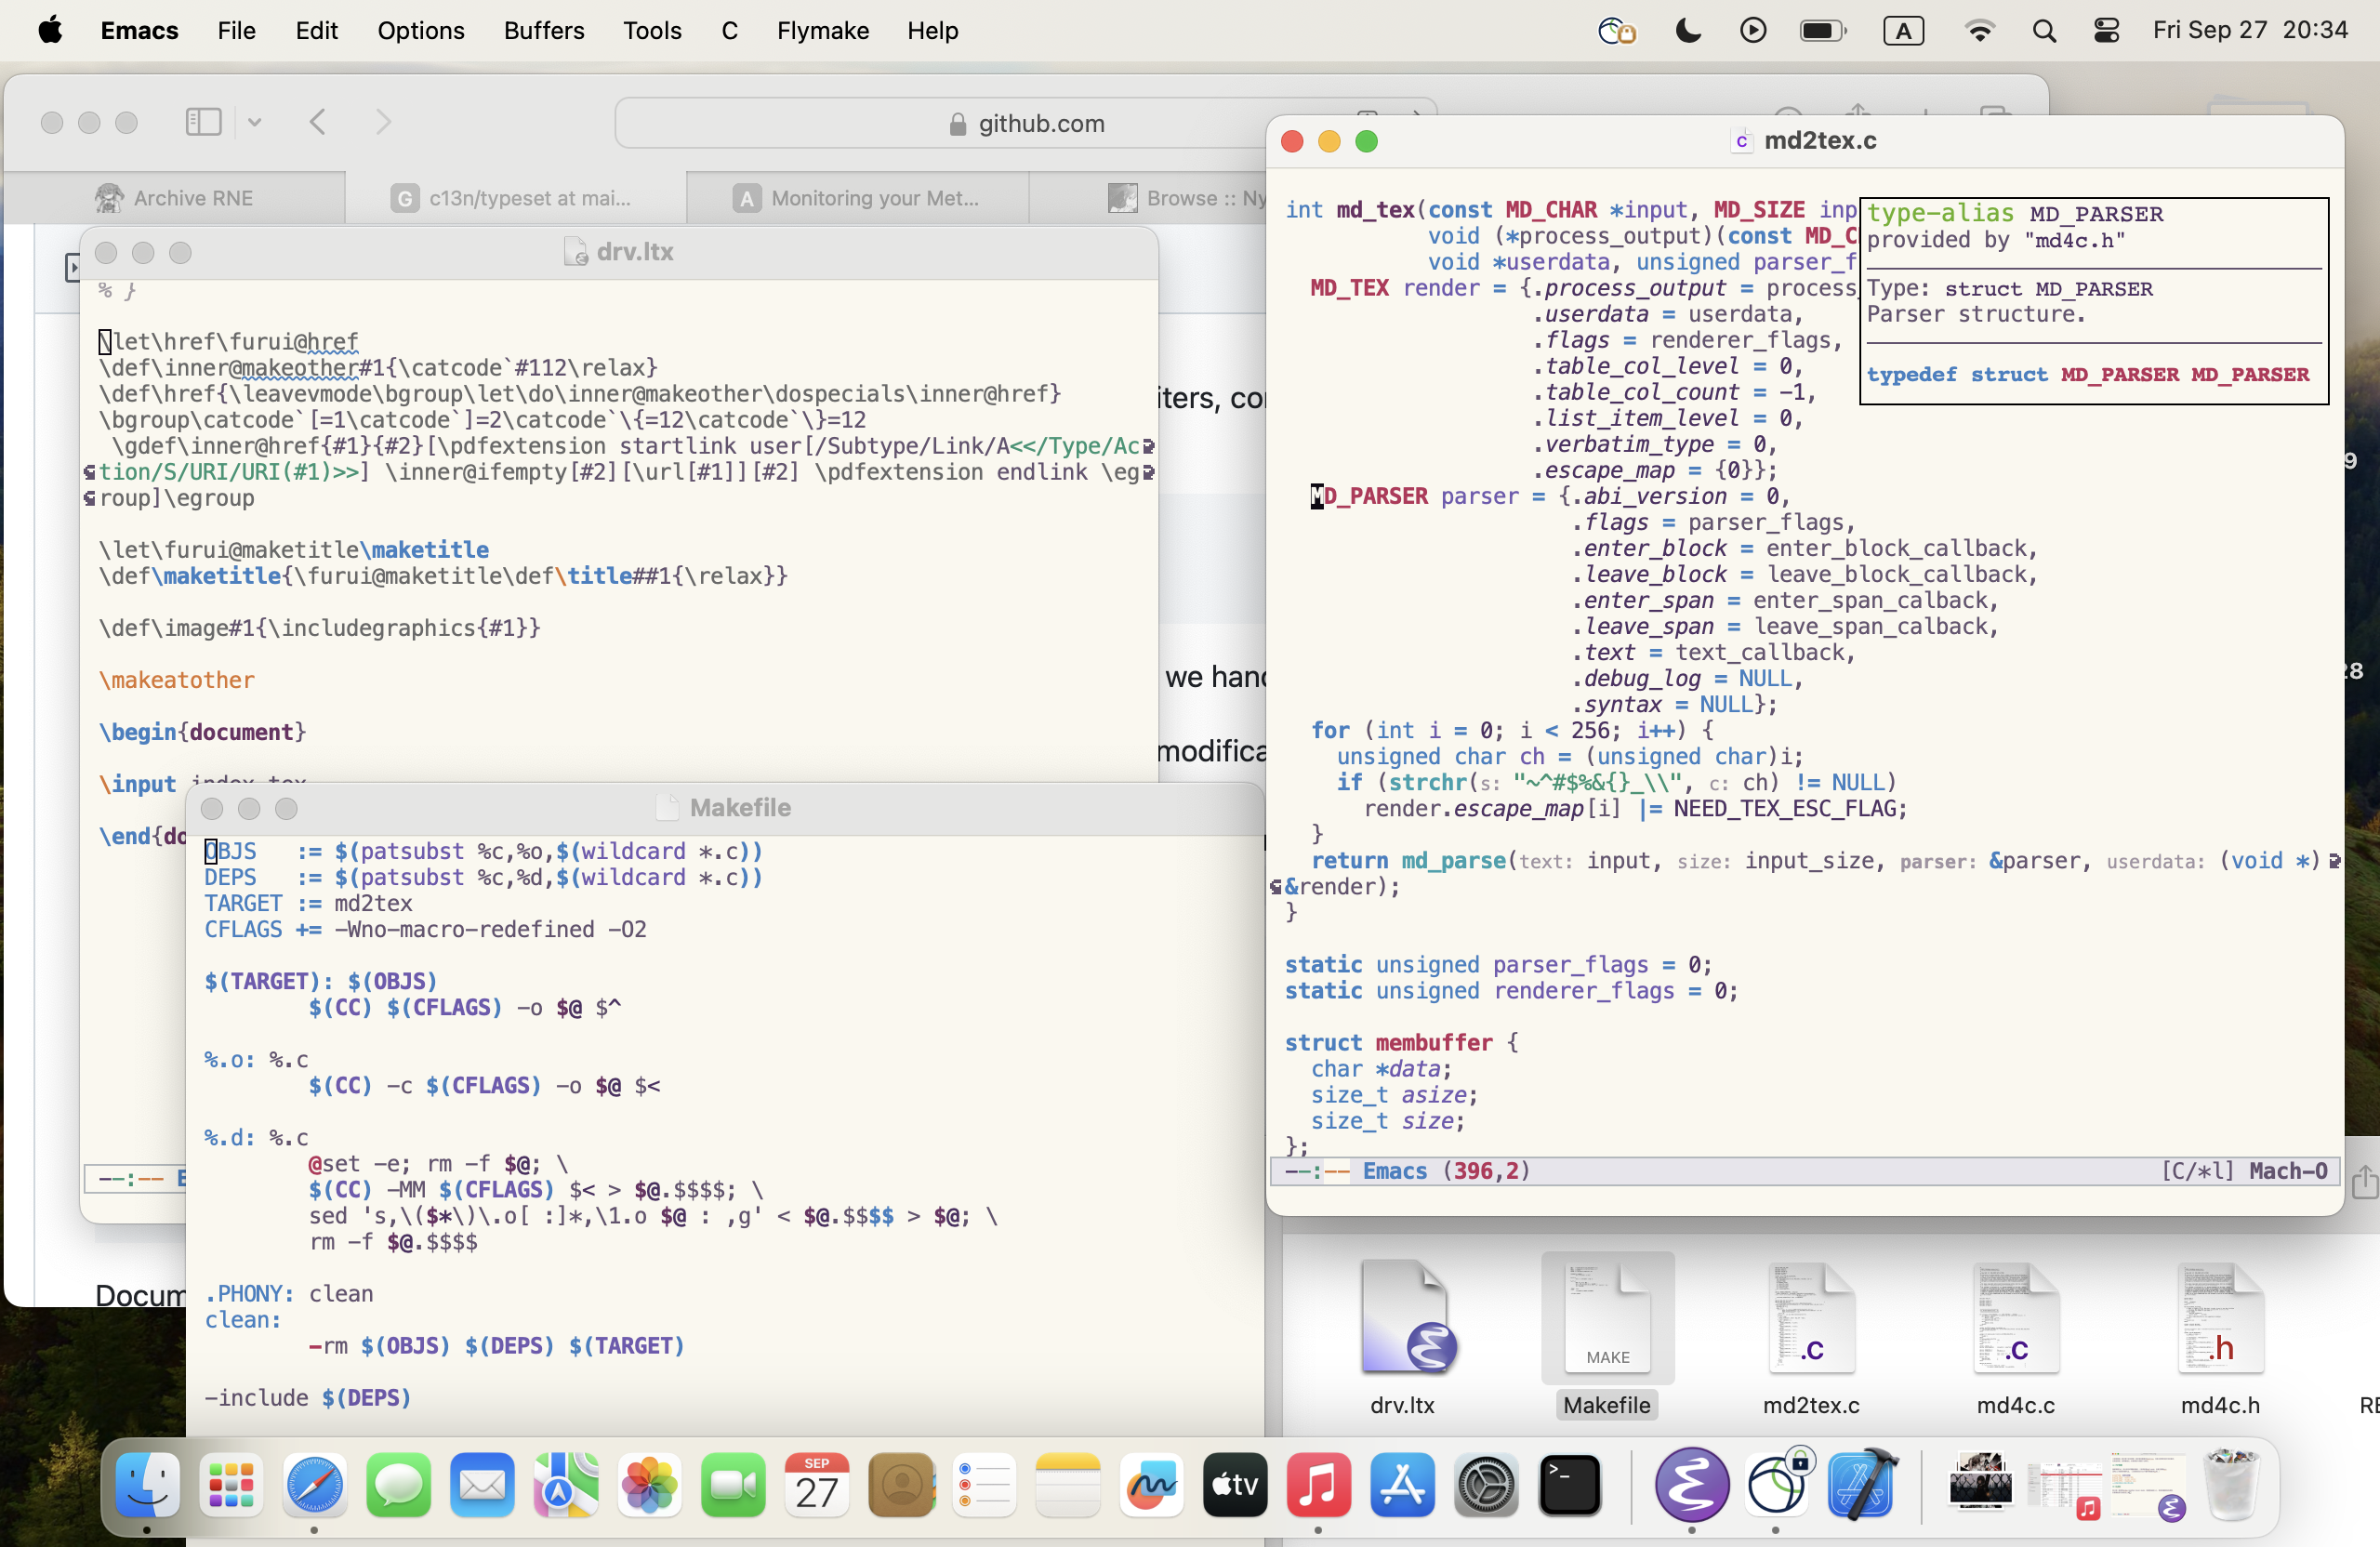 Emacs File Edit Options Buffers Tools C Flymake Help A Fri Sep 27 20:34
github.com
Archive RNE
G c13n/typeset at mai...
A Monitoring your Met...
Browse :: Ny
drv.ltx
% }
\let\href\furui@href
\def\inner@makeother#1{\catcode`#112\relax}
\def\href{\leavevmode\bgroup\let\do\inner@makeother\dospecials\inner@href}
\bgroup\catcode`[=1\catcode`]=2\catcode`\{=12\catcode`\}=12
 \gdef\inner@href{#1}{#2}[\pdfextension startlink user[/Subtype/Link/A<</Type/Ac
tion/S/URI/URI(#1)>>] \inner@ifempty[#2][\url[#1]][#2] \pdfextension endlink \eg
roup]\egroup
\let\furui@maketitle\maketitle
\def\maketitle{\furui@maketitle\def\title##1{\relax}}
\def\image#1{\includegraphics{#1}}
\makeatother
\begin{document}
\input index.tex
\end{do
--:-- E
iters, co
we hand
modifica
Docum
Makefile
OBJS   := $(patsubst %c,%o,$(wildcard *.c))
DEPS   := $(patsubst %c,%d,$(wildcard *.c))
TARGET := md2tex
CFLAGS += -Wno-macro-redefined -O2
$(TARGET): $(OBJS)
        $(CC) $(CFLAGS) -o $@ $^
%.o: %.c
        $(CC) -c $(CFLAGS) -o $@ $<
%.d: %.c
        @set -e; rm -f $@; \
        $(CC) -MM $(CFLAGS) $< > $@.$$$$; \
        sed 's,\($*\)\.o[ :]*,\1.o $@ : ,g' < $@.$$$$ > $@; \
        rm -f $@.$$$$
.PHONY: clean
clean:
        -rm $(OBJS) $(DEPS) $(TARGET)
-include $(DEPS)
md2tex.c
int md_tex(const MD_CHAR *input, MD_SIZE inp
           void (*process_output)(const MD_C
           void *userdata, unsigned parser_f
  MD_TEX render = {.process_output = process
                   .userdata = userdata,
                   .flags = renderer_flags,
                   .table_col_level = 0,
                   .table_col_count = -1,
                   .list_item_level = 0,
                   .verbatim_type = 0,
                   .escape_map = {0}};
  MD_PARSER parser = {.abi_version = 0,
                      .flags = parser_flags,
                      .enter_block = enter_block_callback,
                      .leave_block = leave_block_callback,
                      .enter_span = enter_span_calback,
                      .leave_span = leave_span_calback,
                      .text = text_callback,
                      .debug_log = NULL,
                      .syntax = NULL};
  for (int i = 0; i < 256; i++) {
    unsigned char ch = (unsigned char)i;
    if (strchr(s: "~^#$%&{}_\\", c: ch) != NULL)
      render.escape_map[i] |= NEED_TEX_ESC_FLAG;
  }
  return md_parse(text: input, size: input_size, parser: &parser, userdata: (void *)
&render);
}
static unsigned parser_flags = 0;
static unsigned renderer_flags = 0;
struct membuffer {
  char *data;
  size_t asize;
  size_t size;
};
--:-- Emacs (396,2) [C/*l] Mach-O
type-alias MD_PARSER
provided by "md4c.h"
Type: struct MD_PARSER
Parser structure.
typedef struct MD_PARSER MD_PARSER
9
28
MAKE
.C
.C
.h
drv.ltx
Makefile
md2tex.c
md4c.c
md4c.h
RE
SEP
27
tv
>_